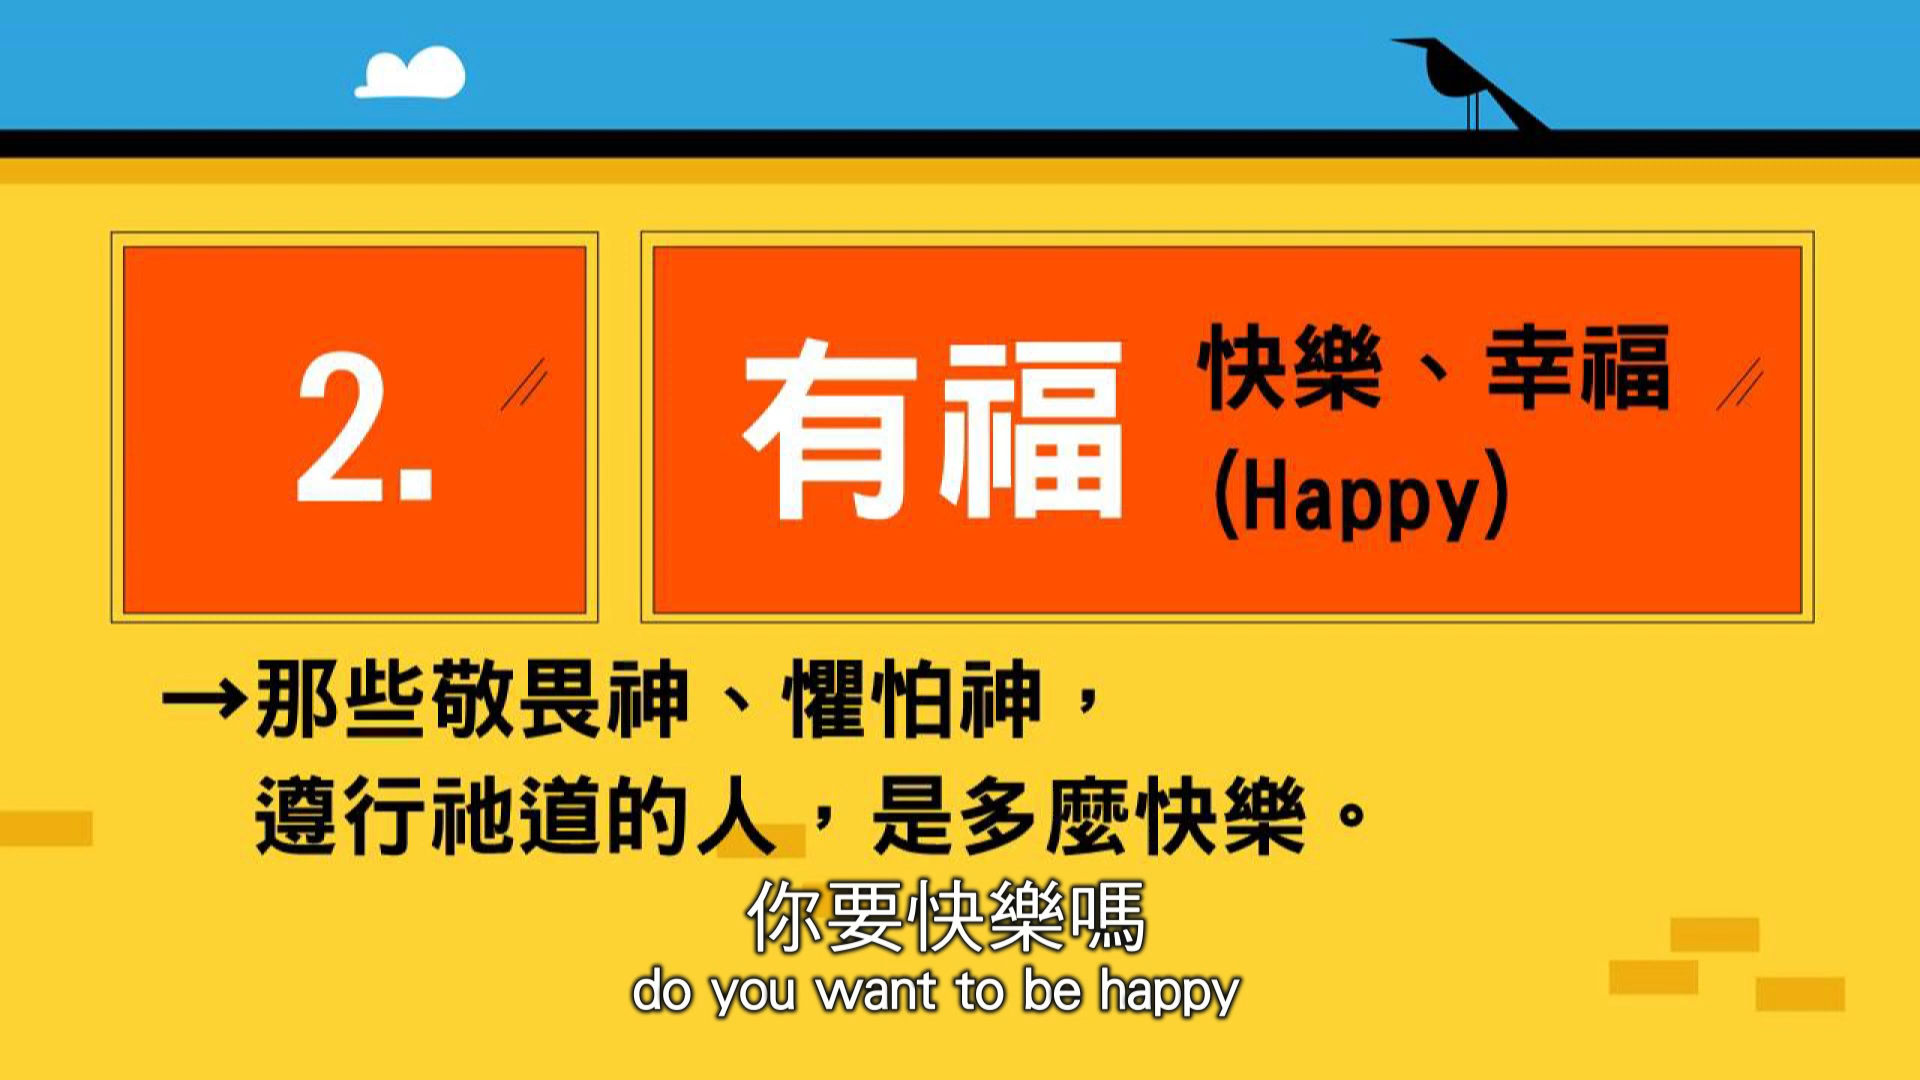 2.
有福
快樂、幸福
(Happy)
→那些敬畏神、懼怕神，
遵行祂道的人，是多麼快樂。
你要快樂嗎
do you want to be happy